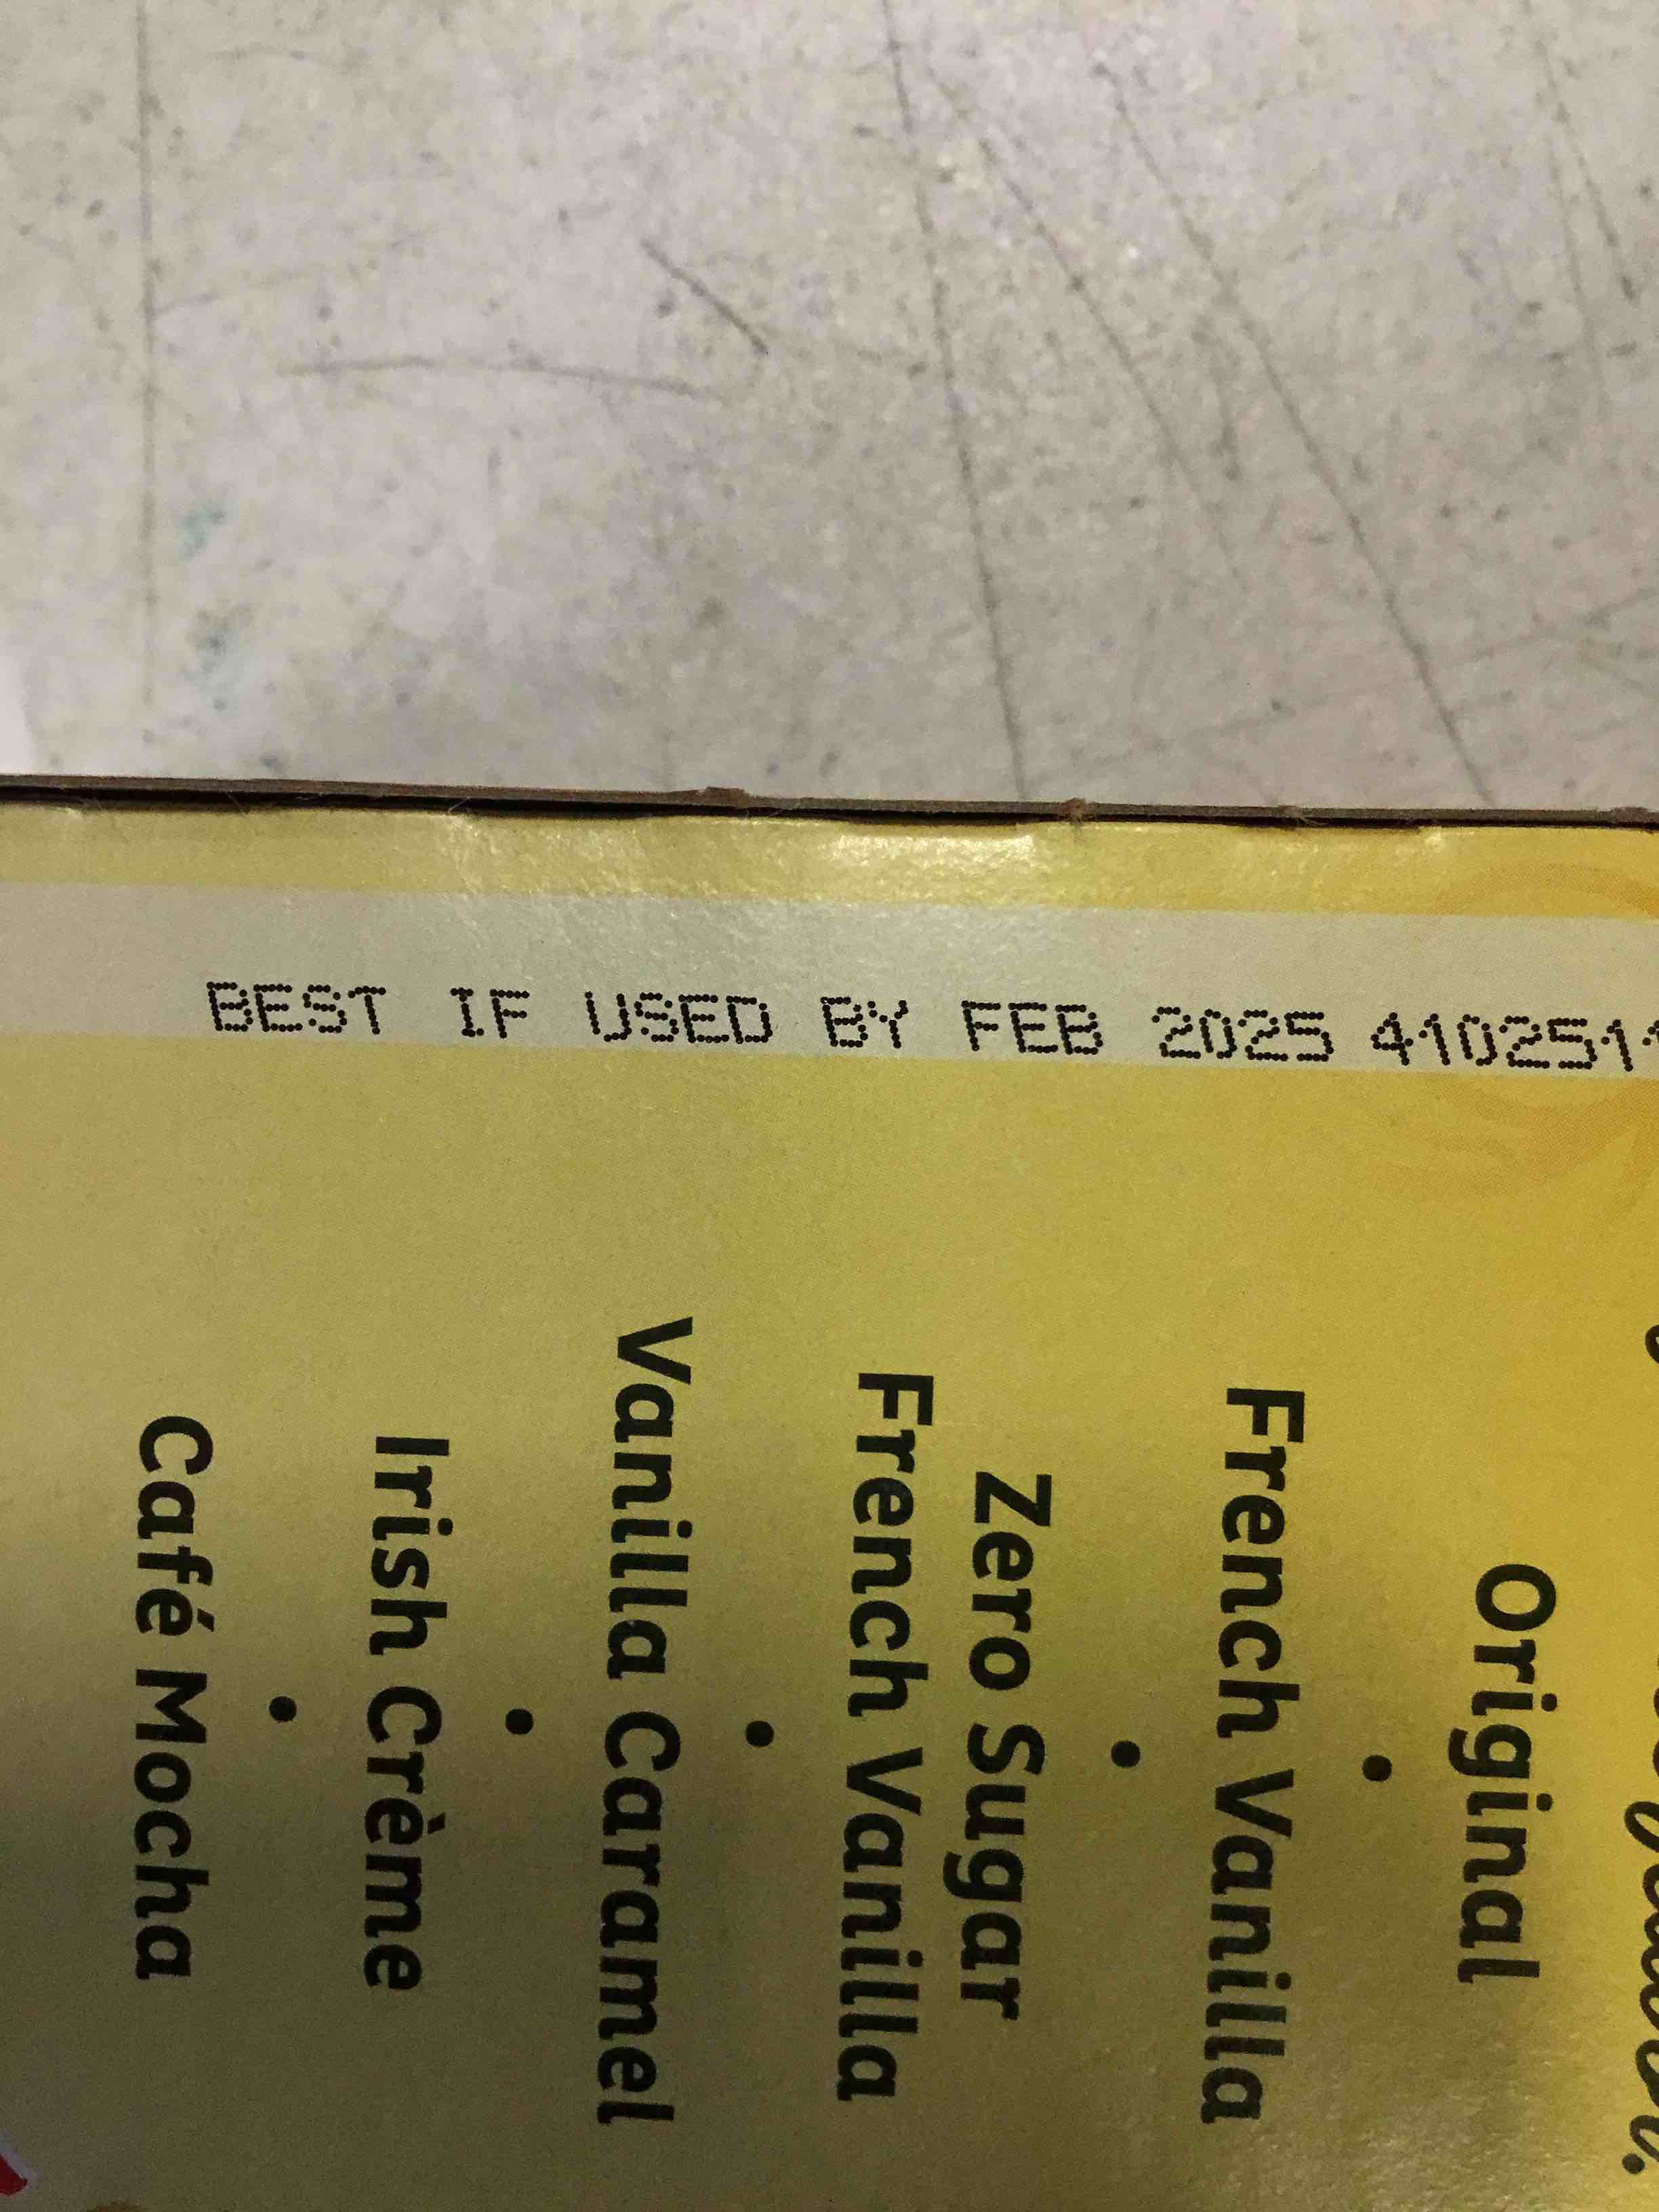 BEST IF USED BY FEB 2025 4102511
Original
•
French Vanilla
•
Zero Sugar
French Vanilla
•
Vanilla Caramel
•
Irish Crème
•
Café Mocha